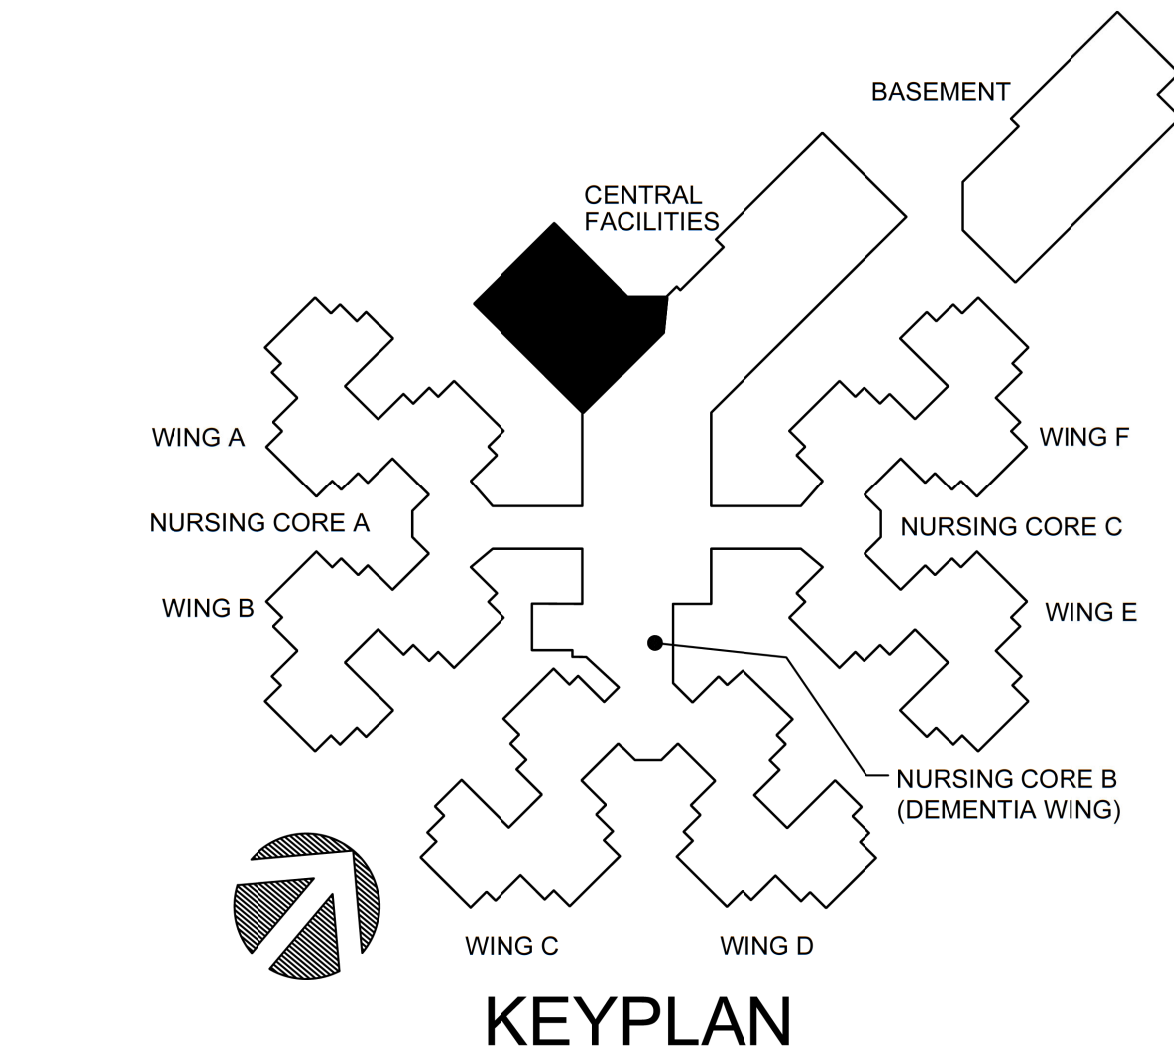 BASEMENT
CENTRAL
FACILITIES
WING A
WING F
NURSING CORE A
NURSING CORE C
WING B
WING E
NURSING CORE B
(DEMENTIA WING)
WING C
WING D
KEYPLAN